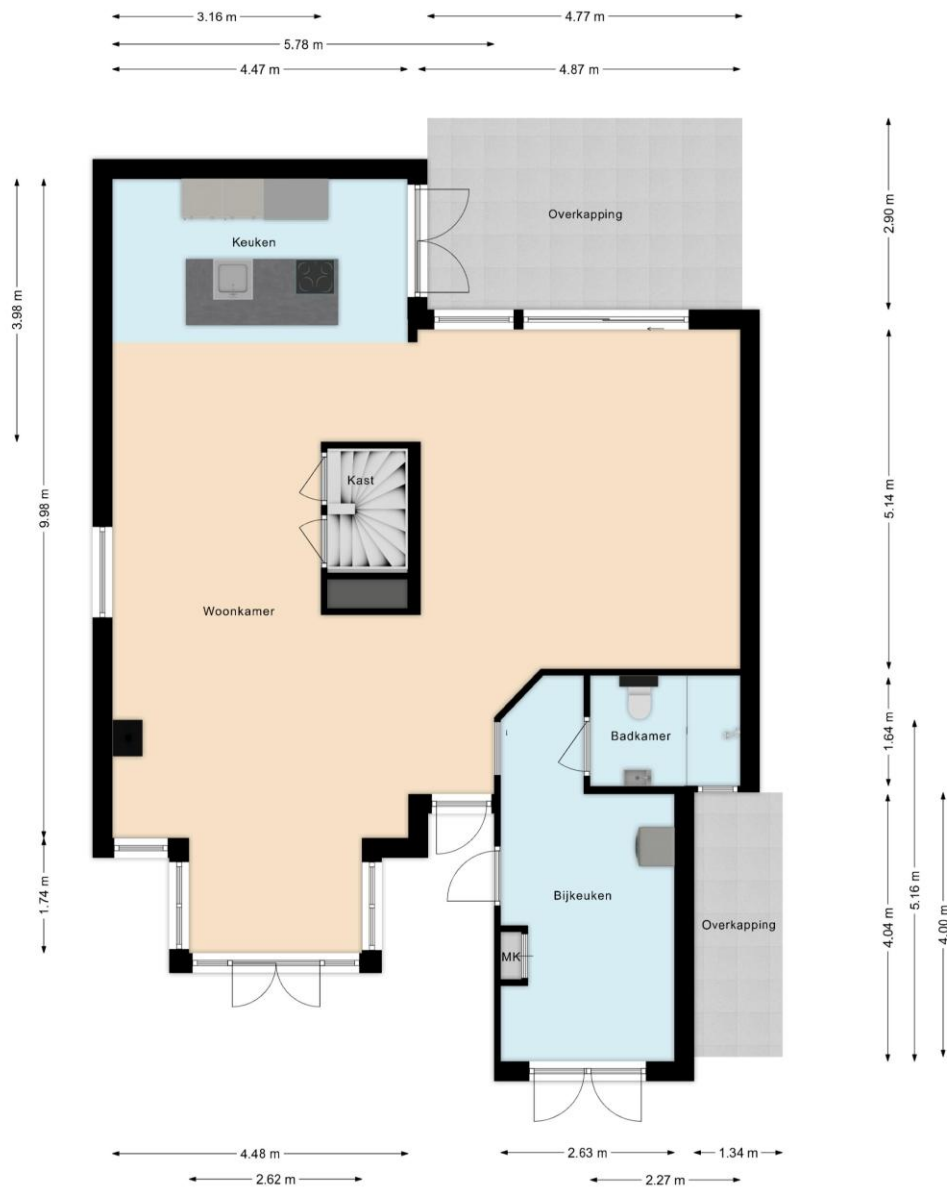 3.16 m
4.77 m
5.78 m
4.47 m
4.87 m
Overkapping
2.90 m
Keuken
3.98 m
Kast
5.14 m
9.98 m
Woonkamer
Badkamer
1.64 m
Bijkeuken
1.74 m
Overkapping
5.16 m
4.04 m
4.00 m
MK
4.48 m
2.63 m
1.34 m
2.62 m
2.27 m